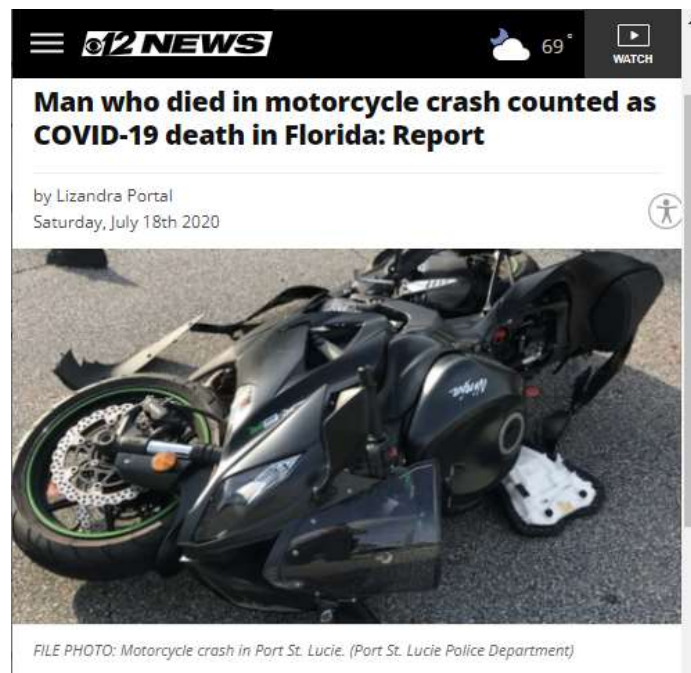 12 NEWS
69°
WATCH
Man who died in motorcycle crash counted as
COVID-19 death in Florida: Report
by Lizandra Portal
Saturday, July 18th 2020
Ninja
FILE PHOTO: Motorcycle crash in Port St. Lucie. (Port St. Lucie Police Department)